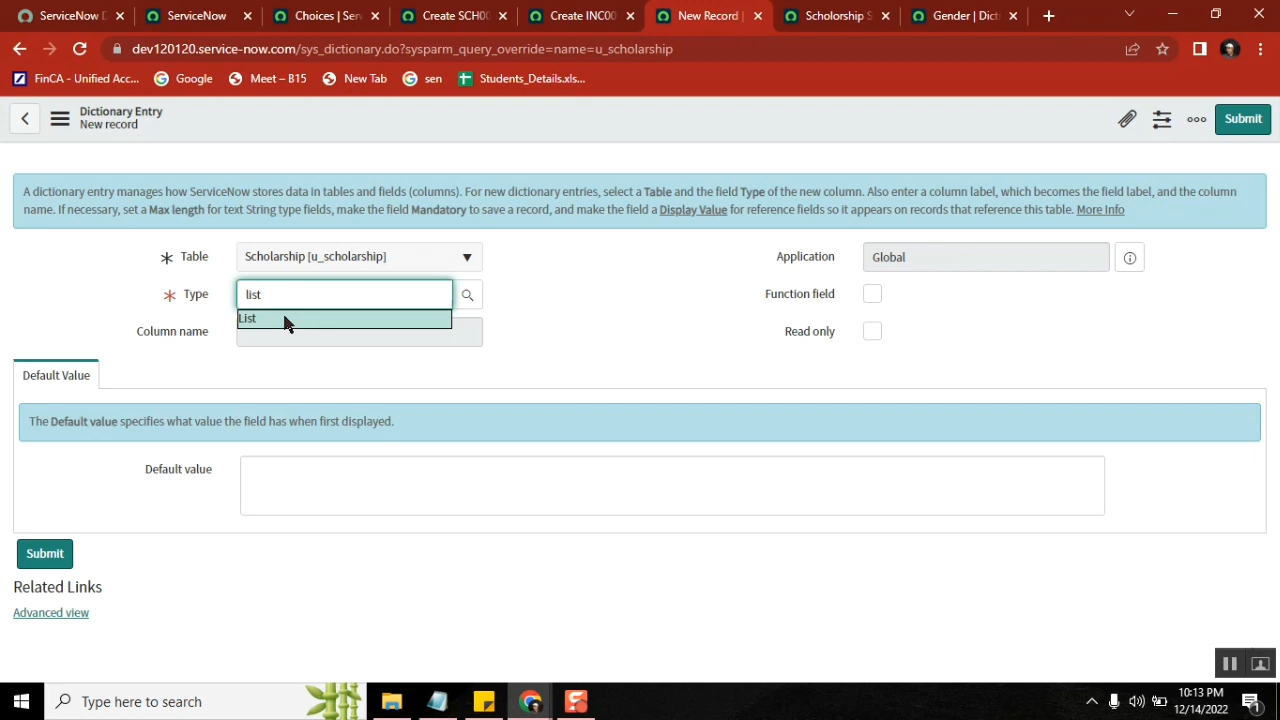 ServiceNow D
ServiceNow
Choices | Serv
Create SCH00
Create INC00
New Record |
Scholorship S
Gender | Dict
dev120120.service-now.com/sys_dictionary.do?sysparm_query_override=name=u_scholarship
FinCA - Unified Acc...
Google
Meet – B15
New Tab
sen
Students_Details.xls...
Dictionary Entry
New record
Submit
A dictionary entry manages how ServiceNow stores data in tables and fields (columns). For new dictionary entries, select a Table and the field Type of the new column. Also enter a column label, which becomes the field label, and the column
name. If necessary, set a Max length for text String type fields, make the field Mandatory to save a record, and make the field a Display Value for reference fields so it appears on records that reference this table. More Info
Table
Scholarship [u_scholarship]
Application
Global
Type
list
Function field
List
Column name
Read only
Default Value
The Default value specifies what value the field has when first displayed.
Default value
Submit
Related Links
Advanced view
Type here to search
10:13 PM
12/14/2022
1